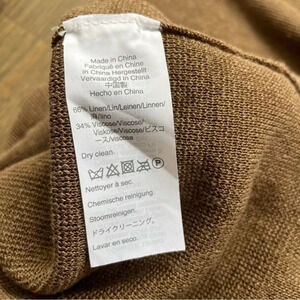 Made in China
Fabriqué en Chine
In China Hergestellt
Vervaardigd in China
中国製
Hecho en China
66% Linen/Lin/Leinen/Linnen/
麻/lino
34% Viscose/Viscose/
Viskose/Viscose/ビスコ
ース/Viscosa
Dry clean.
Nettoyer à sec.
Chemische reinigung.
Stoomreinigen.
ドライクリーニング。
Lavar en seco.